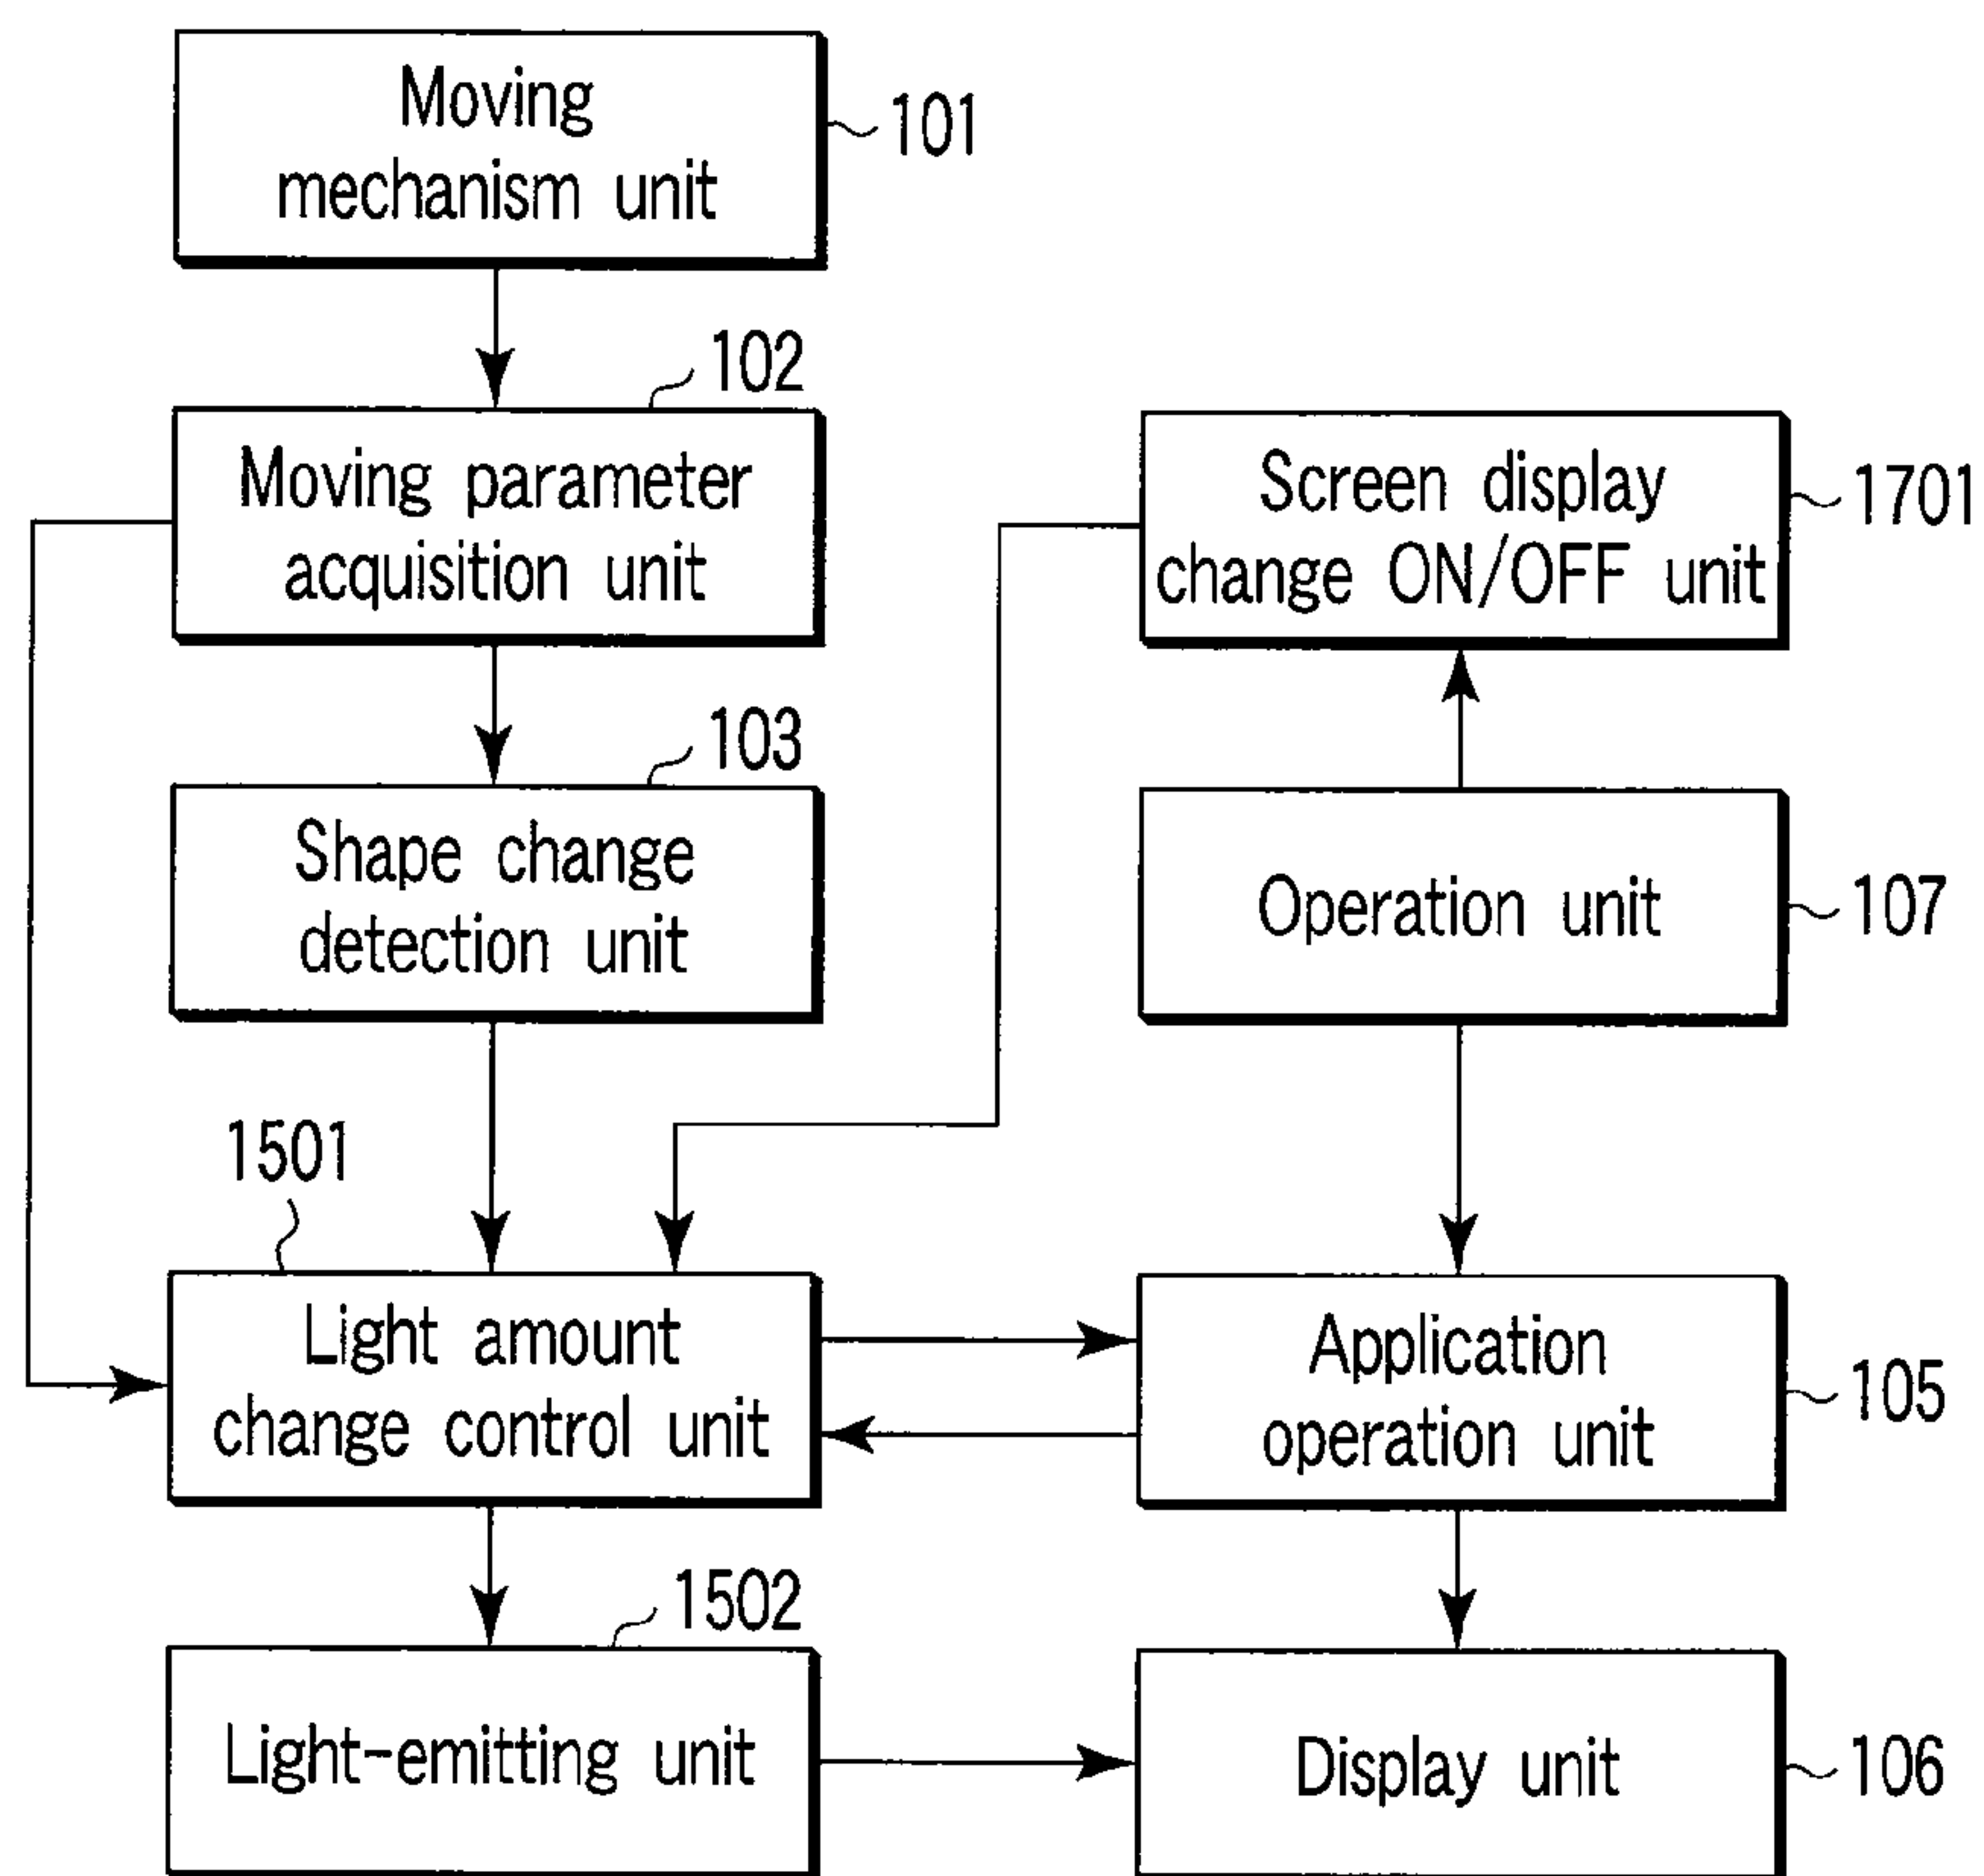 Moving
mechanism unit
101
102
Moving parameter
acquisition unit
Screen display
change ON/OFF unit
1701
103
Shape change
detection unit
Operation unit
107
1501
Light amount
change control unit
Application
operation unit
105
1502
Light-emitting unit
Display unit
106